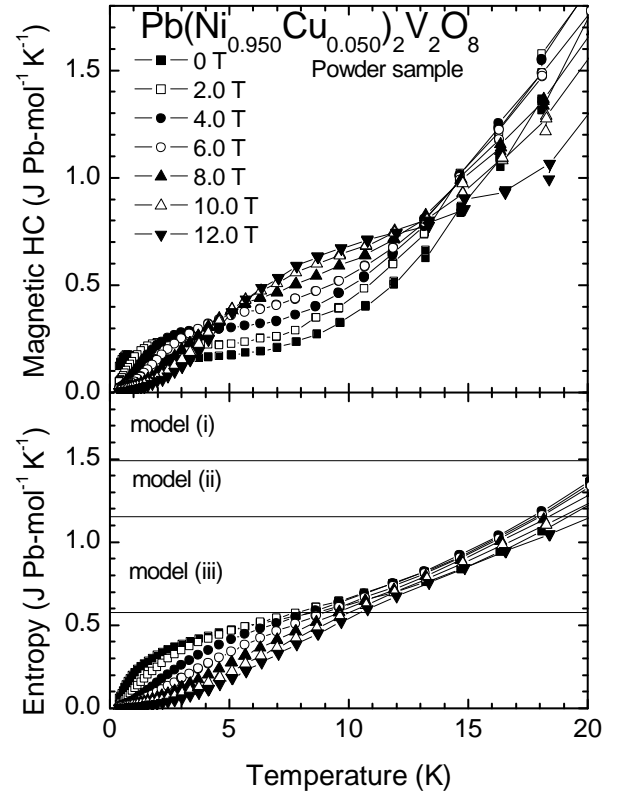 Pb(Ni0.950Cu0.050)2V2O8
Powder sample
0 T
2.0 T
4.0 T
6.0 T
8.0 T
10.0 T
12.0 T
Magnetic HC (J Pb-mol-1 K-1)
1.5
1.0
0.5
0.0
model (i)
model (ii)
model (iii)
Entropy (J Pb-mol-1 K-1)
1.5
1.0
0.5
0.0
0 5 10 15 20
Temperature (K)